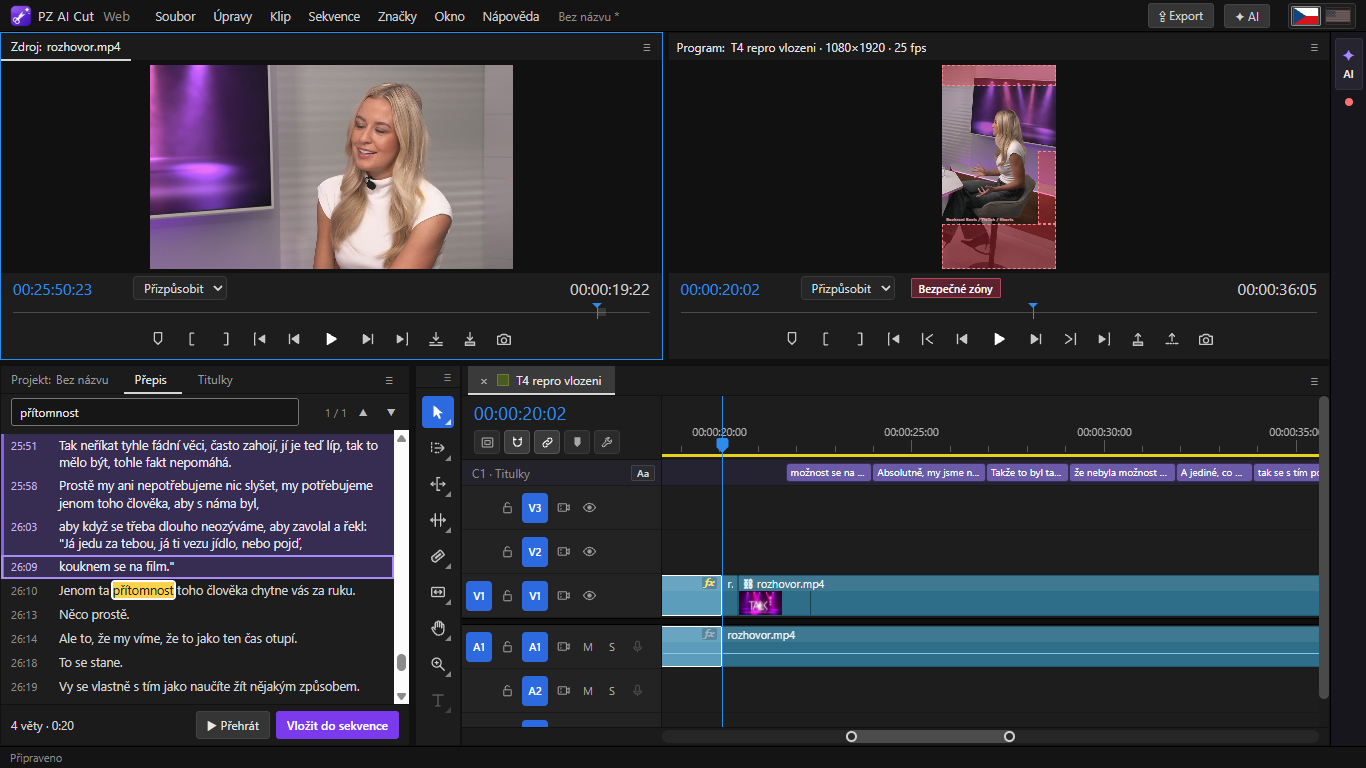 PZ AI Cut Web Soubor Úpravy Klip Sekvence Značky Okno Nápověda Bez názvu * Export AI
Zdroj: rozhovor.mp4
Program: T4 repro vlozeni · 1080×1920 · 25 fps
AI
00:25:50:23 Přizpůsobit 00:00:19:22
00:00:20:02 Přizpůsobit Bezpečné zóny 00:00:36:05
Projekt: Bez názvu Přepis Titulky
přítomnost 1 / 1
25:51 Tak neříkat tyhle fádní věci, často zahojí, jí je teď líp, tak to
mělo být, tohle fakt nepomáhá.
25:58 Prostě my ani nepotřebujeme nic slyšet, my potřebujeme
jenom toho člověka, aby s náma byl,
26:03 aby když se třeba dlouho neozýváme, aby zavolal a řekl:
"Já jedu za tebou, já ti vezu jídlo, nebo pojď,
26:09 kouknem se na film."
26:10 Jenom ta přítomnost toho člověka chytne vás za ruku.
26:13 Něco prostě.
26:14 Ale to, že my víme, že to jako ten čas otupí.
26:18 To se stane.
26:19 Vy se vlastně s tím jako naučíte žít nějakým způsobem.
4 věty · 0:20 Přehrát Vložit do sekvence
T
× T4 repro vlozeni
00:00:20:02
00:00:20:00 00:00:25:00 00:00:30:00 00:00:35:0
C1 · Titulky Aa
možnost se na ... Absolutně, my jsme n... Takže to byl ta... že nebyla možnost ... A jediné, co ... tak se s tím po
V3
V2
V1 V1 fx r. rozhovor.mp4
TALK
A1 A1 M S fx rozhovor.mp4
A2 M S
Připraveno